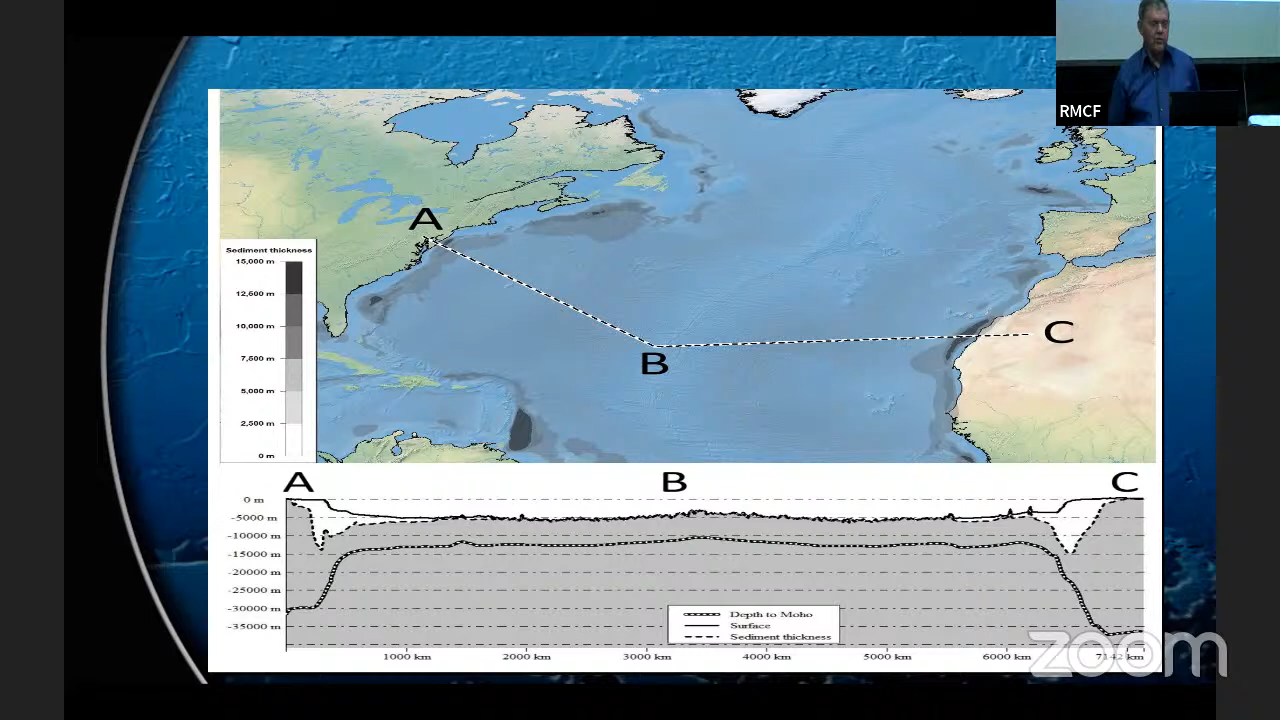 RMCF
A
B
C
Sediment thickness
15,000 m
12,500 m
10,000 m
7,500 m
5,000 m
2,500 m
0 m
A B C
0 m
-5000 m
-10000 m
-15000 m
-20000 m
-25000 m
-30000 m
-35000 m
Depth to Moho
Surface
Sediment thickness
1000 km 2000 km 3000 km 4000 km 5000 km 6000 km 7142 km
zoom